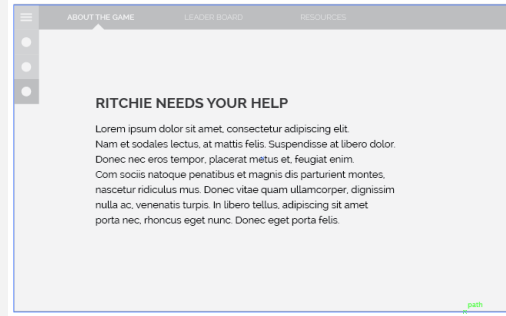 ABOUT THE GAME LEADER BOARD RESOURCES
RITCHIE NEEDS YOUR HELP
Lorem ipsum dolor sit amet, consectetur adipiscing elit.
Nam et sodales lectus, at mattis felis. Suspendisse at libero dolor.
Donec nec eros tempor, placerat metus et, feugiat enim.
Com sociis natoque penatibus et magnis dis parturient montes,
nascetur ridiculus mus. Donec vitae quam ullamcorper, dignissim
nulla ac, venenatis turpis. In libero tellus, adipiscing sit amet
porta nec, rhoncus eget nunc. Donec eget porta felis.
path